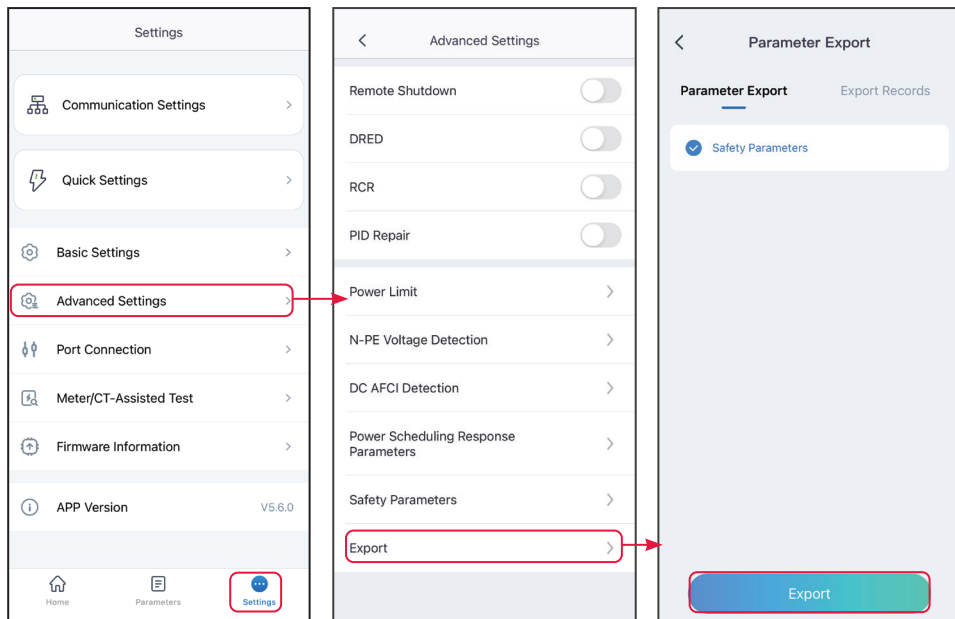 Settings
Communication Settings
Quick Settings
Basic Settings
Advanced Settings
Port Connection
Meter/CT-Assisted Test
Firmware Information
APP Version V5.6.0
Home Parameters Settings
Advanced Settings
Remote Shutdown
DRED
RCR
PID Repair
Power Limit
N-PE Voltage Detection
DC AFCI Detection
Power Scheduling Response
Parameters
Safety Parameters
Export
Parameter Export
Parameter Export Export Records
Safety Parameters
Export